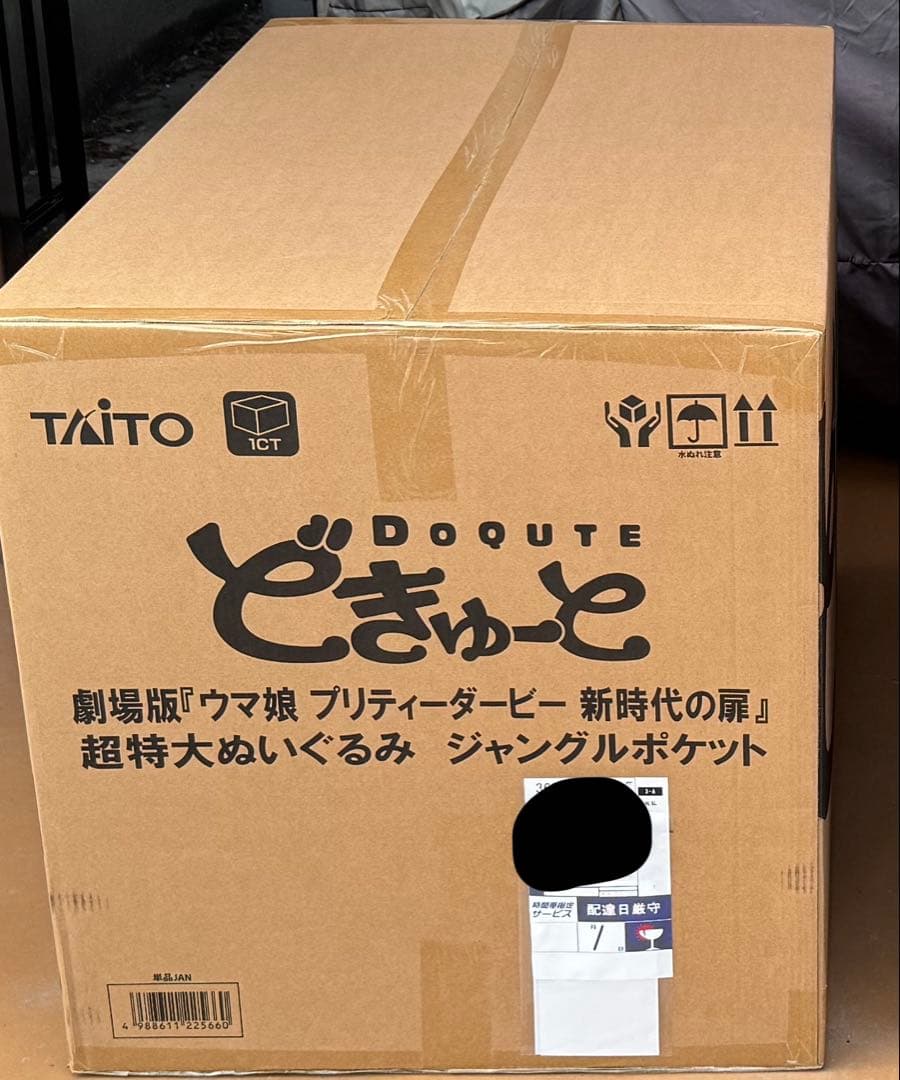 TAITO
1CT
水ぬれ注意
DOQUTE
どきゅーと
劇場版『ウマ娘 プリティーダービー 新時代の扉』
超特大ぬいぐるみ ジャングルポケット
3-A
時間帯指定
サービス
配達日厳守
月 / 日
単品JAN
4 988611 225660